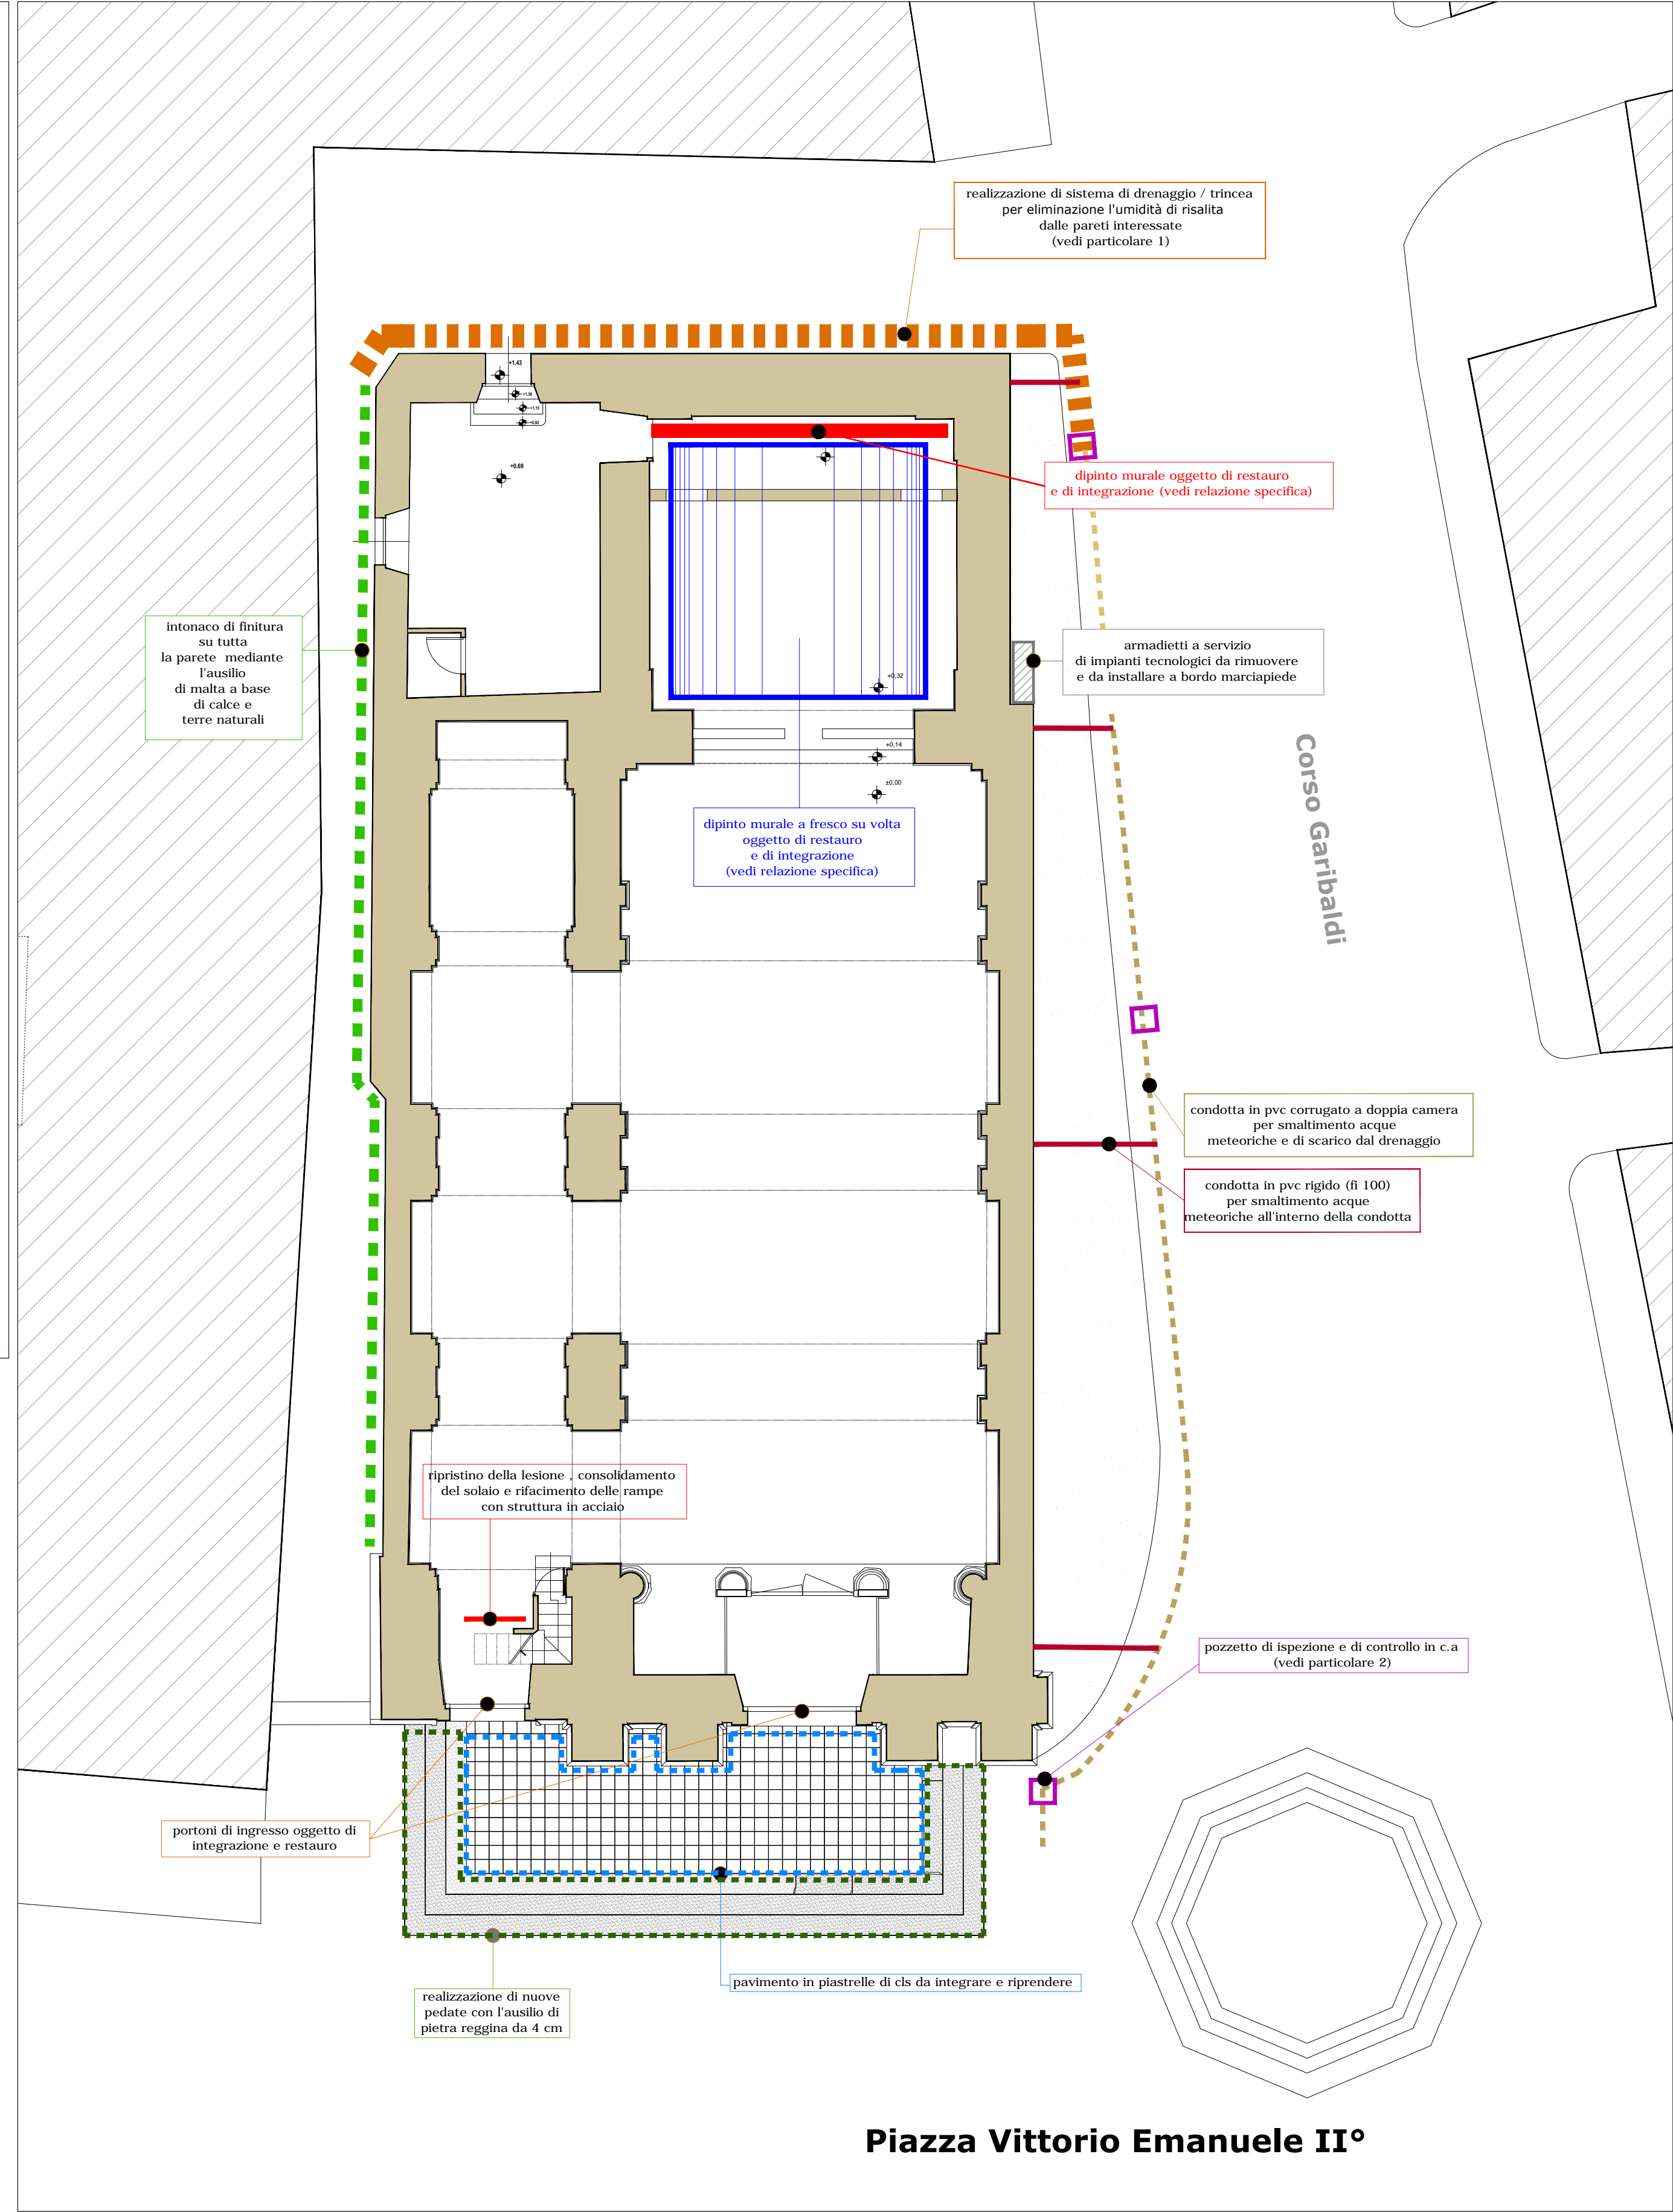 realizzazione di sistema di drenaggio / trincea
per eliminazione l'umidità di risalita
dalle pareti interessate
(vedi particolare 1)
+1,43
+1,38
+1,15
+0,92
+0,69
dipinto murale oggetto di restauro
e di integrazione (vedi relazione specifica)
intonaco di finitura
su tutta
la parete mediante
l'ausilio
di malta a base
di calce e
terre naturali
armadietti a servizio
di impianti tecnologici da rimuovere
e da installare a bordo marciapiede
+0,32
+0,14
±0,00
Corso Garibaldi
dipinto murale a fresco su volta
oggetto di restauro
e di integrazione
(vedi relazione specifica)
condotta in pvc corrugato a doppia camera
per smaltimento acque
meteoriche e di scarico dal drenaggio
condotta in pvc rigido (fi 100)
per smaltimento acque
meteoriche all'interno della condotta
ripristino della lesione , consolidamento
del solaio e rifacimento delle rampe
con struttura in acciaio
pozzetto di ispezione e di controllo in c.a
(vedi particolare 2)
portoni di ingresso oggetto di
integrazione e restauro
pavimento in piastrelle di cls da integrare e riprendere
realizzazione di nuove
pedate con l'ausilio di
pietra reggina da 4 cm
Piazza Vittorio Emanuele II°